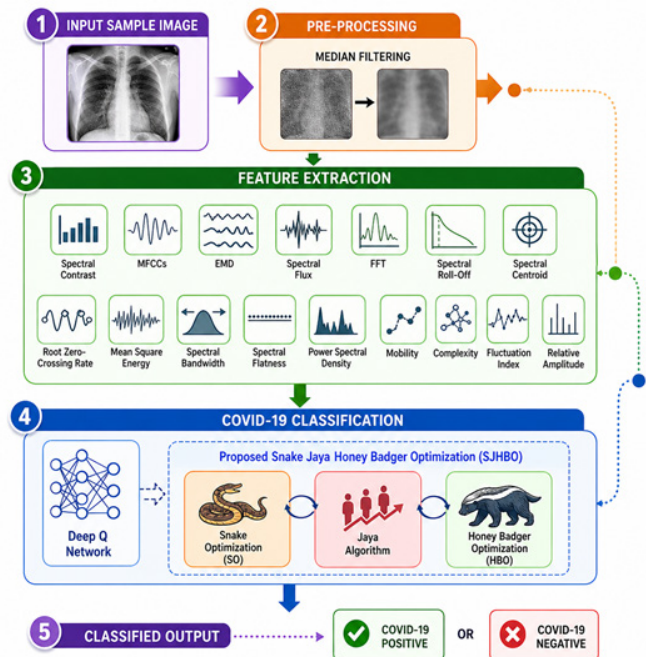 1 INPUT SAMPLE IMAGE
2 PRE-PROCESSING
MEDIAN FILTERING
3 FEATURE EXTRACTION
Spectral
Contrast
MFCCs
EMD
Spectral
Flux
FFT
Spectral
Roll-Off
Spectral
Centroid
Root Zero-
Crossing Rate
Mean Square
Energy
Spectral
Bandwidth
Spectral
Flatness
Power Spectral
Density
Mobility
Complexity
Fluctuation
Index
Relative
Amplitude
4 COVID-19 CLASSIFICATION
Deep Q
Network
Proposed Snake Jaya Honey Badger Optimization (SJHBO)
Snake
Optimization
(SO)
Jaya
Algorithm
Honey Badger
Optimization
(HBO)
5 CLASSIFIED OUTPUT
COVID-19
POSITIVE
OR
COVID-19
NEGATIVE